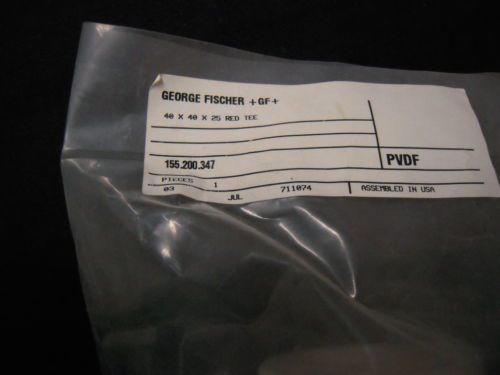 GEORGE FISCHER +GF+
40 X 40 X 25 RED TEE
155.200.347
PVDF
PIECES 1
03 JUL 711074
ASSEMBLED IN USA